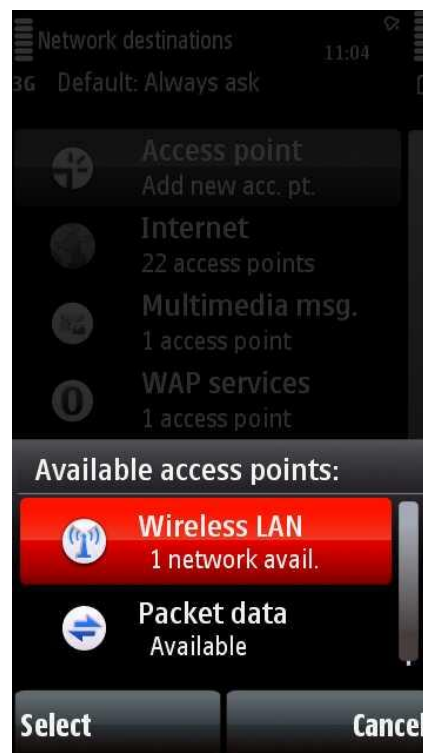 Network destinations
11:04
3G Default: Always ask
Access point
Add new acc. pt.
Internet
22 access points
Multimedia msg.
1 access point
WAP services
1 access point
Available access points:
Wireless LAN
1 network avail.
Packet data
Available
Select Cancel